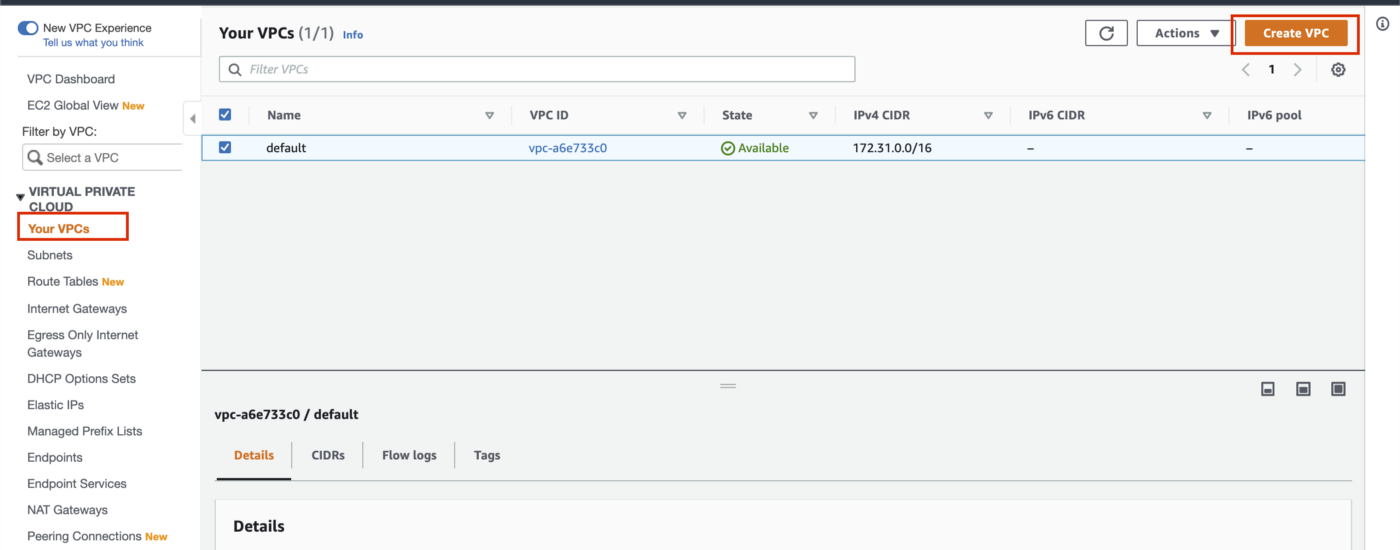 New VPC Experience
Tell us what you think
VPC Dashboard
EC2 Global View New
Filter by VPC:
Select a VPC
VIRTUAL PRIVATE
CLOUD
Your VPCs
Subnets
Route Tables New
Internet Gateways
Egress Only Internet
Gateways
DHCP Options Sets
Elastic IPs
Managed Prefix Lists
Endpoints
Endpoint Services
NAT Gateways
Peering Connections New
Your VPCs (1/1) Info
Actions
Create VPC
Filter VPCs
1
Name VPC ID State IPv4 CIDR IPv6 CIDR IPv6 pool
default vpc-a6e733c0 Available 172.31.0.0/16 – –
vpc-a6e733c0 / default
Details CIDRs Flow logs Tags
Details